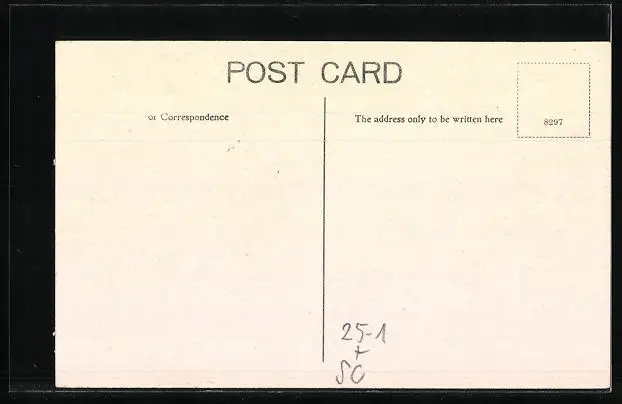 POST CARD
or Correspondence
The address only to be written here
8297
25-1
+
50